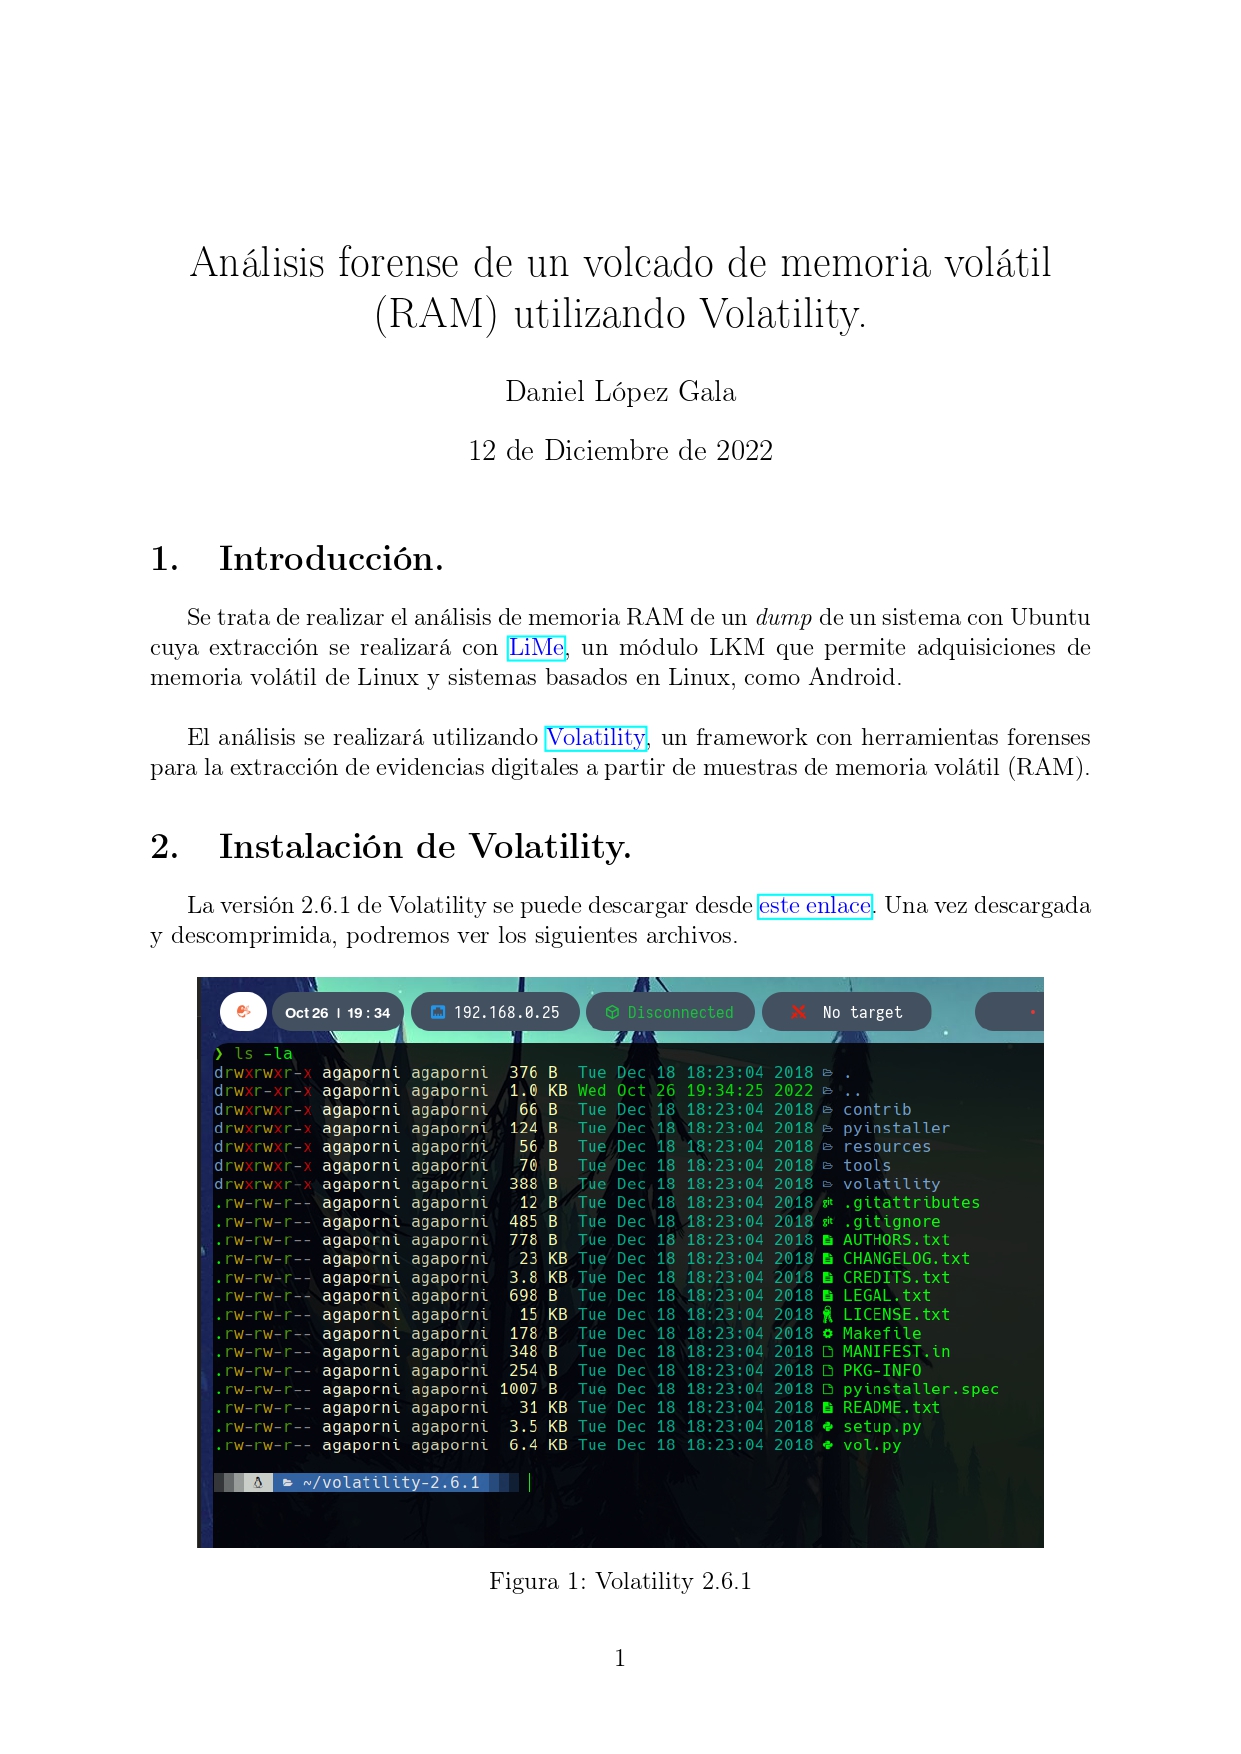 Análisis forense de un volcado de memoria volátil
(RAM) utilizando Volatility.
Daniel López Gala
12 de Diciembre de 2022
1. Introducción.
Se trata de realizar el análisis de memoria RAM de un dump de un sistema con Ubuntu
cuya extracción se realizará con LiMe, un módulo LKM que permite adquisiciones de
memoria volátil de Linux y sistemas basados en Linux, como Android.
El análisis se realizará utilizando Volatility, un framework con herramientas forenses
para la extracción de evidencias digitales a partir de muestras de memoria volátil (RAM).
2. Instalación de Volatility.
La versión 2.6.1 de Volatility se puede descargar desde este enlace. Una vez descargada
y descomprimida, podremos ver los siguientes archivos.
Oct 26 | 19 : 34 192.168.0.25 Disconnected No target
❯ ls -la
drwxrwxr-x agaporni agaporni 376 B Tue Dec 18 18:23:04 2018 .
drwxr-xr-x agaporni agaporni 1.0 KB Wed Oct 26 19:34:25 2022 ..
drwxrwxr-x agaporni agaporni 66 B Tue Dec 18 18:23:04 2018 contrib
drwxrwxr-x agaporni agaporni 124 B Tue Dec 18 18:23:04 2018 pyinstaller
drwxrwxr-x agaporni agaporni 56 B Tue Dec 18 18:23:04 2018 resources
drwxrwxr-x agaporni agaporni 70 B Tue Dec 18 18:23:04 2018 tools
drwxrwxr-x agaporni agaporni 388 B Tue Dec 18 18:23:04 2018 volatility
.rw-rw-r-- agaporni agaporni 12 B Tue Dec 18 18:23:04 2018 .gitattributes
.rw-rw-r-- agaporni agaporni 485 B Tue Dec 18 18:23:04 2018 .gitignore
.rw-rw-r-- agaporni agaporni 778 B Tue Dec 18 18:23:04 2018 AUTHORS.txt
.rw-rw-r-- agaporni agaporni 23 KB Tue Dec 18 18:23:04 2018 CHANGELOG.txt
.rw-rw-r-- agaporni agaporni 3.8 KB Tue Dec 18 18:23:04 2018 CREDITS.txt
.rw-rw-r-- agaporni agaporni 698 B Tue Dec 18 18:23:04 2018 LEGAL.txt
.rw-rw-r-- agaporni agaporni 15 KB Tue Dec 18 18:23:04 2018 LICENSE.txt
.rw-rw-r-- agaporni agaporni 178 B Tue Dec 18 18:23:04 2018 Makefile
.rw-rw-r-- agaporni agaporni 348 B Tue Dec 18 18:23:04 2018 MANIFEST.in
.rw-rw-r-- agaporni agaporni 254 B Tue Dec 18 18:23:04 2018 PKG-INFO
.rw-rw-r-- agaporni agaporni 1007 B Tue Dec 18 18:23:04 2018 pyinstaller.spec
.rw-rw-r-- agaporni agaporni 31 KB Tue Dec 18 18:23:04 2018 README.txt
.rw-rw-r-- agaporni agaporni 3.5 KB Tue Dec 18 18:23:04 2018 setup.py
.rw-rw-r-- agaporni agaporni 6.4 KB Tue Dec 18 18:23:04 2018 vol.py
~/volatility-2.6.1
Figura 1: Volatility 2.6.1
1